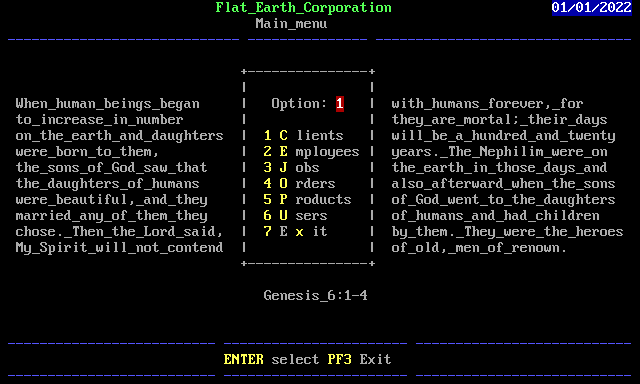 Flat_Earth_Corporation 01/01/2022
Main_menu
When_human_beings_began
to_increase_in_number
on_the_earth_and_daughters
were_born_to_them,
the_sons_of_God_saw_that
the_daughters_of_humans
were_beautiful,_and_they
married_any_of_them_they
chose._Then_the_Lord_said,
My_Spirit_will_not_contend
Option: 1
1 C lients
2 E mployees
3 J obs
4 O rders
5 P roducts
6 U sers
7 E x it
with_humans_forever,_for
they_are_mortal;_their_days
will_be_a_hundred_and_twenty
years._The_Nephilim_were_on
the_earth_in_those_days_and
also_afterward_when_the_sons
of_God_went_to_the_daughters
of_humans_and_had_children
by_them._They_were_the_heroes
of_old,_men_of_renown.
Genesis_6:1-4
ENTER select PF3 Exit